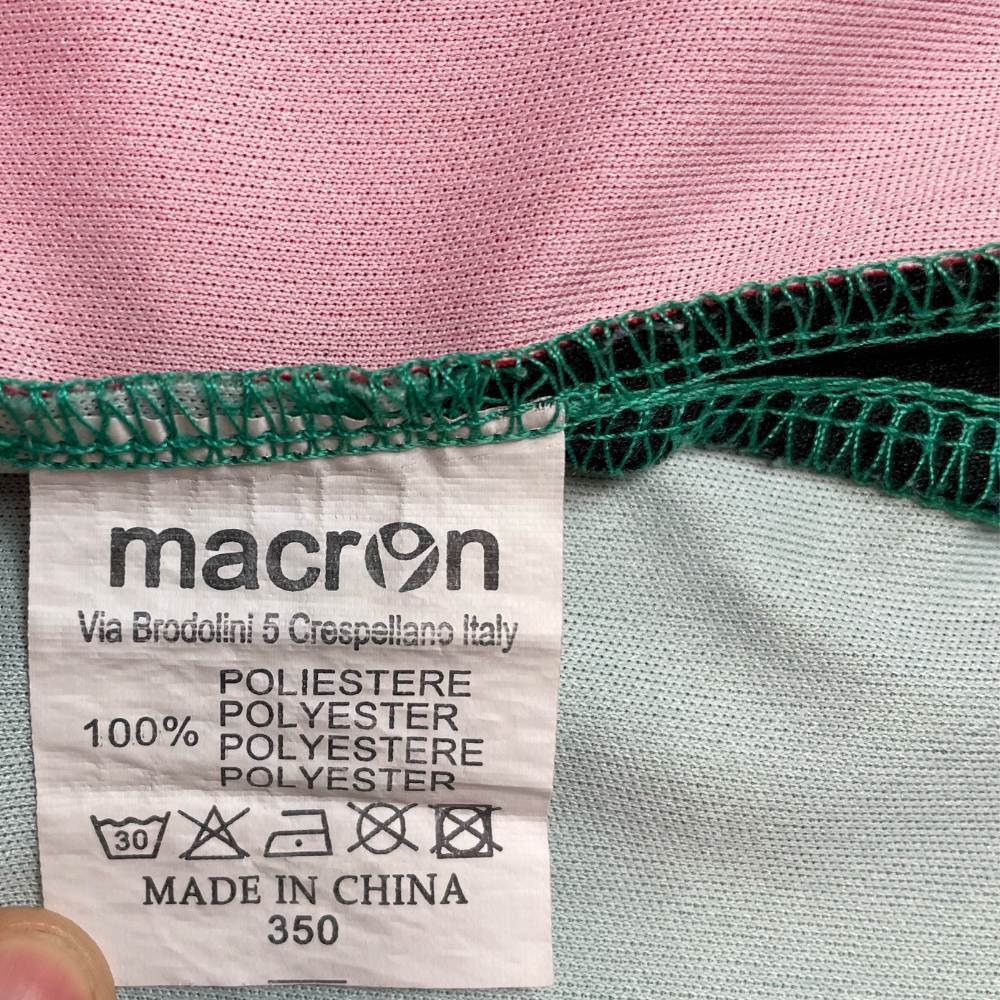 macron
Via Brodolini 5 Crespellano Italy
POLIESTERE
100% POLYESTER
POLYESTERE
POLYESTER
30
MADE IN CHINA
350